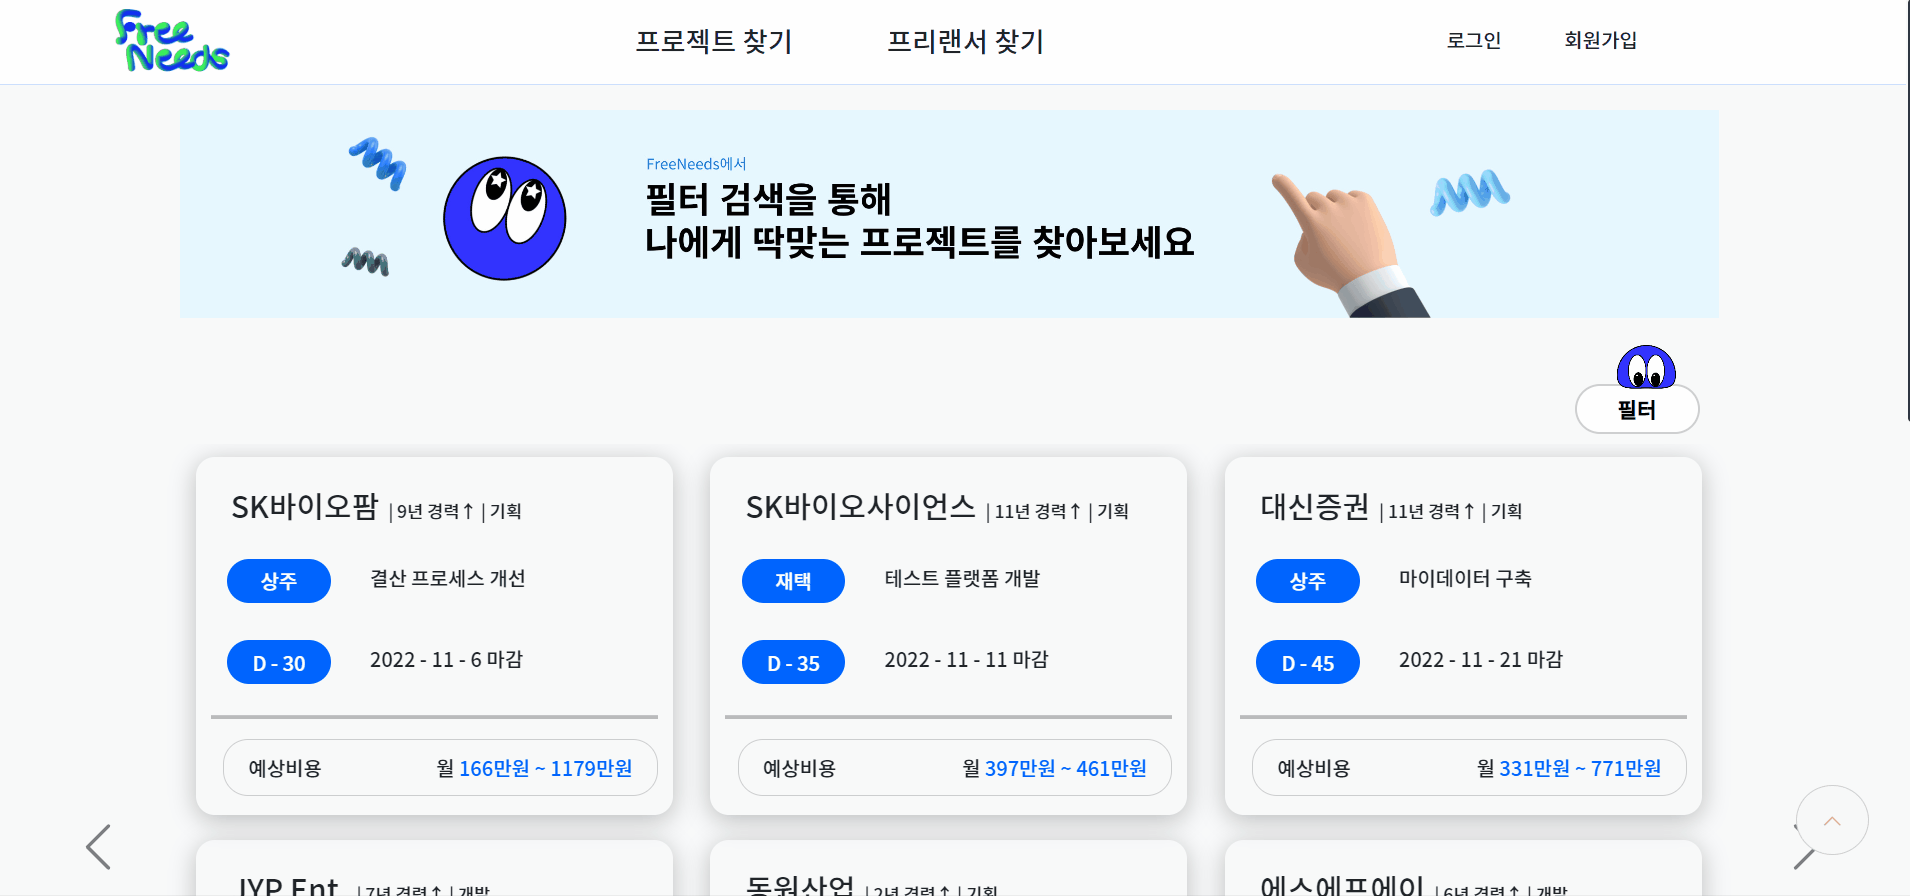 Free
Needs
프로젝트 찾기
프리랜서 찾기
로그인
회원가입
FreeNeeds에서
필터 검색을 통해
나에게 딱맞는 프로젝트를 찾아보세요
필터
SK바이오팜 | 9년 경력↑ | 기획
상주 결산 프로세스 개선
D - 30 2022 - 11 - 6 마감
예상비용 월 166만원 ~ 1179만원
SK바이오사이언스 | 11년 경력↑ | 기획
재택 테스트 플랫폼 개발
D - 35 2022 - 11 - 11 마감
예상비용 월 397만원 ~ 461만원
대신증권 | 11년 경력↑ | 기획
상주 마이데이터 구축
D - 45 2022 - 11 - 21 마감
예상비용 월 331만원 ~ 771만원
JYP Ent. | 7년 경력↑ | 개발
동원산업 | 2년 경력↑ | 기획
에스에프에이 | 6년 경력↑ | 개발